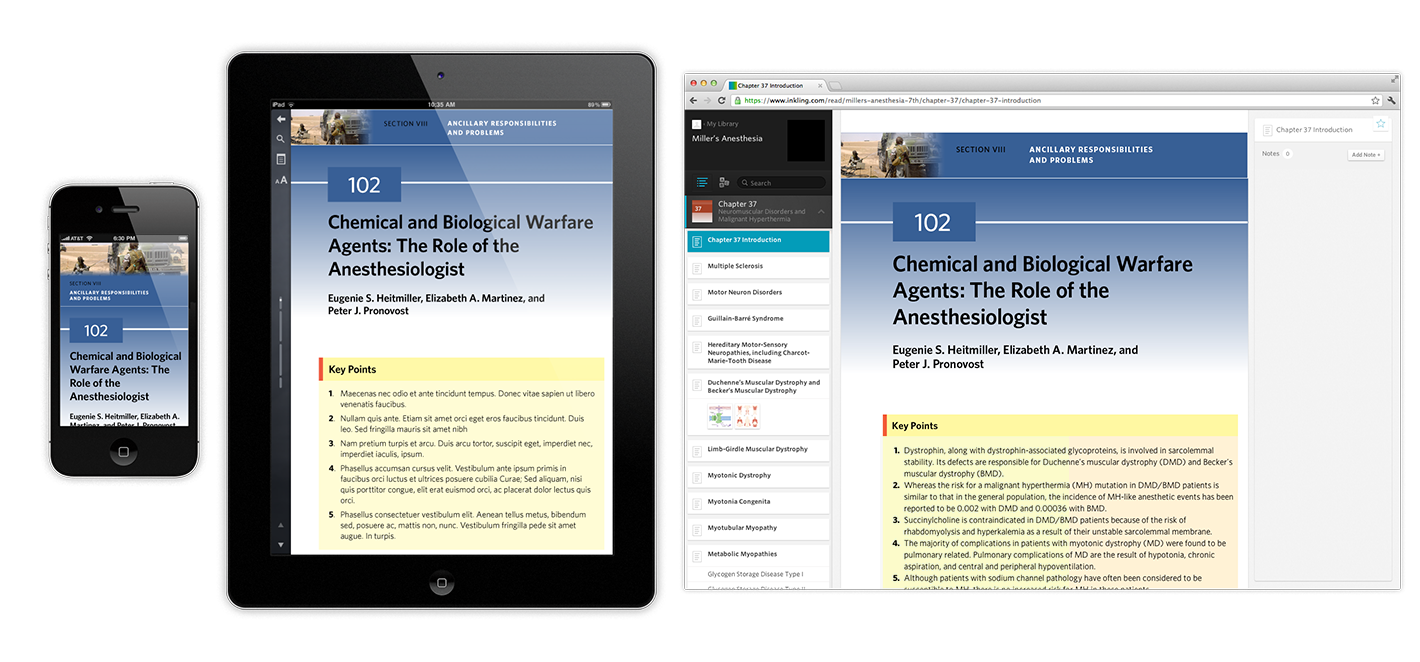 AT&T 6:30 PM
SECTION VIII
ANCILLARY RESPONSIBILITIES
AND PROBLEMS
102
Chemical and Biological
Warfare Agents: The
Role of the
Anesthesiologist
Eugenie S. Heitmiller, Elizabeth A.
Martinez, and Peter J. Pronovost
iPad 10:35 AM 89%
SECTION VIII ANCILLARY RESPONSIBILITIES
AND PROBLEMS
AA
102
Chemical and Biological Warfare
Agents: The Role of the
Anesthesiologist
Eugenie S. Heitmiller, Elizabeth A. Martinez, and
Peter J. Pronovost
Key Points
1. Maecenas nec odio et ante tincidunt tempus. Donec vitae sapien ut libero
venenatis faucibus.
2. Nullam quis ante. Etiam sit amet orci eget eros faucibus tincidunt. Duis
leo. Sed fringilla mauris sit amet nibh
3. Nam pretium turpis et arcu. Duis arcu tortor, suscipit eget, imperdiet nec,
imperdiet iaculis, ipsum.
4. Phasellus accumsan cursus velit. Vestibulum ante ipsum primis in
faucibus orci luctus et ultrices posuere cubilia Curae; Sed aliquam, nisi
quis porttitor congue, elit erat euismod orci, ac placerat dolor lectus quis
orci.
5. Phasellus consectetuer vestibulum elit. Aenean tellus metus, bibendum
sed, posuere ac, mattis non, nunc. Vestibulum fringilla pede sit amet
augue. In turpis.
Chapter 37 Introduction
https://www.inkling.com/read/millers-anesthesia-7th/chapter-37/chapter-37-introduction
My Library
Miller's Anesthesia
Search
37
Chapter 37
Neuromuscular Disorders and
Malignant Hyperthermia
Chapter 37 Introduction
Multiple Sclerosis
Motor Neuron Disorders
Guillain-Barré Syndrome
Hereditary Motor-Sensory
Neuropathies, including Charcot-
Marie-Tooth Disease
Duchenne's Muscular Dystrophy and
Becker's Muscular Dystrophy
Limb-Girdle Muscular Dystrophy
Myotonic Dystrophy
Myotonia Congenita
Myotubular Myopathy
Metabolic Myopathies
Glycogen Storage Disease Type I
Glycogen Storage Disease Type II
SECTION VIII ANCILLARY RESPONSIBILITIES
AND PROBLEMS
102
Chemical and Biological Warfare
Agents: The Role of the
Anesthesiologist
Eugenie S. Heitmiller, Elizabeth A. Martinez, and
Peter J. Pronovost
Key Points
1. Dystrophin, along with dystrophin-associated glycoproteins, is involved in sarcolemmal
stability. Its defects are responsible for Duchenne's muscular dystrophy (DMD) and Becker's
muscular dystrophy (BMD).
2. Whereas the risk for a malignant hyperthermia (MH) mutation in DMD/BMD patients is
similar to that in the general population, the incidence of MH-like anesthetic events has been
reported to be 0.002 with DMD and 0.00036 with BMD.
3. Succinylcholine is contraindicated in DMD/BMD patients because of the risk of
rhabdomyolysis and hyperkalemia as a result of their unstable sarcolemmal membrane.
4. The majority of complications in patients with myotonic dystrophy (MD) were found to be
pulmonary related. Pulmonary complications of MD are the result of hypotonia, chronic
aspiration, and central and peripheral hypoventilation.
5. Although patients with sodium channel pathology have often been considered to be
susceptible to MH, there is no increased risk for MH in these patients.
Chapter 37 Introduction
Notes 0
Add Note +